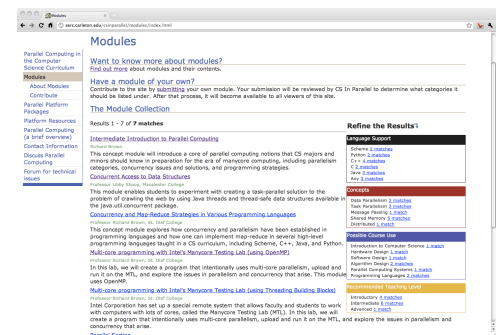 Modules
serc.carleton.edu/csinparallel/modules/index.html
Parallel Computing in
the Computer
Science Curriculum
Modules
About Modules
Contribute
Parallel Platform
Packages
Platform Resources
Parallel Computing
(a brief overview)
Contact Information
Discuss Parallel
Computing
Forum for technical
issues
Modules
Want to know more about modules?
Find out more about modules and their contents.
Have a module of your own?
Contribute to the site by submitting your own module. Your submission will be reviewed by CS In Parallel to determine what categories it
should be listed under. After that process, it will become available to all viewers of this site.
The Module Collection
Results 1 - 7 of 7 matches
Intermediate Introduction to Parallel Computing
Richard Brown
This concept module will introduce a core of parallel computing notions that CS majors and
minors should know in preparation for the era of manycore computing, including parallelism
categories, concurrency issues and solutions, and programming strategies.
Concurrent Access to Data Structures
Professor Libby Shoop, Macalester College
This module enables students to experiment with creating a task-parallel solution to the
problem of crawling the web by using Java threads and thread-safe data structures available in
the java.util.concurrent package.
Concurrency and Map-Reduce Strategies in Various Programming Languages
Professor Richard Brown, St. Olaf College
This concept module explores how concurrency and parallelism have been established in
programming languages and how one can implement map-reduce in several high-level
programming languages taught in a CS curriculum, including Scheme, C++, Java, and Python.
Multi-core programming with Intel's Manycore Testing Lab (using OpenMP)
Professor Richard Brown, St. Olaf College
In this lab, we will create a program that intentionally uses multi-core parallelism, upload and
run it on the MTL, and explore the issues in parallelism and concurrency that arise. This module
uses OpenMP.
Multi-core programming with Intel's Manycore Testing Lab (using Threading Building Blocks)
Professor Richard Brown, St. Olaf College
Intel Corporation has set up a special remote system that allows faculty and students to work
with computers with lots of cores, called the Manycore Testing Lab (MTL). In this lab, we will
create a program that intentionally uses multi-core parallelism, upload and run it on the MTL, and explore the issues in parallelism and
concurrency that arise.
Refine the Results
Language Support
Scheme 2 matches
Python 2 matches
C++ 4 matches
C 2 matches
Java 3 matches
Any 3 matches
Concepts
Data Parallelism 3 matches
Task Parallelism 3 matches
Message Passing 1 match
Shared Memory 5 matches
Distributed 1 match
Possible Course Use
Introduction to Computer Science 1 match
Hardware Design 1 match
Software Design 1 match
Algorithm Design 2 matches
Parallel Computing Systems 1 match
Programming Languages 2 matches
Recommended Teaching Level
Introductory 4 matches
Intermediate 6 matches
Advanced 1 match